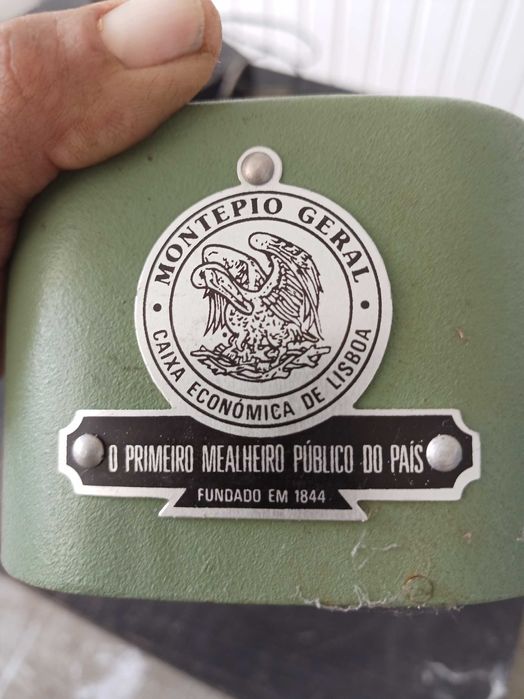 MONTEPIO GERAL
CAIXA ECONÓMICA DE LISBOA
O PRIMEIRO MEALHEIRO PÚBLICO DO PAÍS
FUNDADO EM 1844